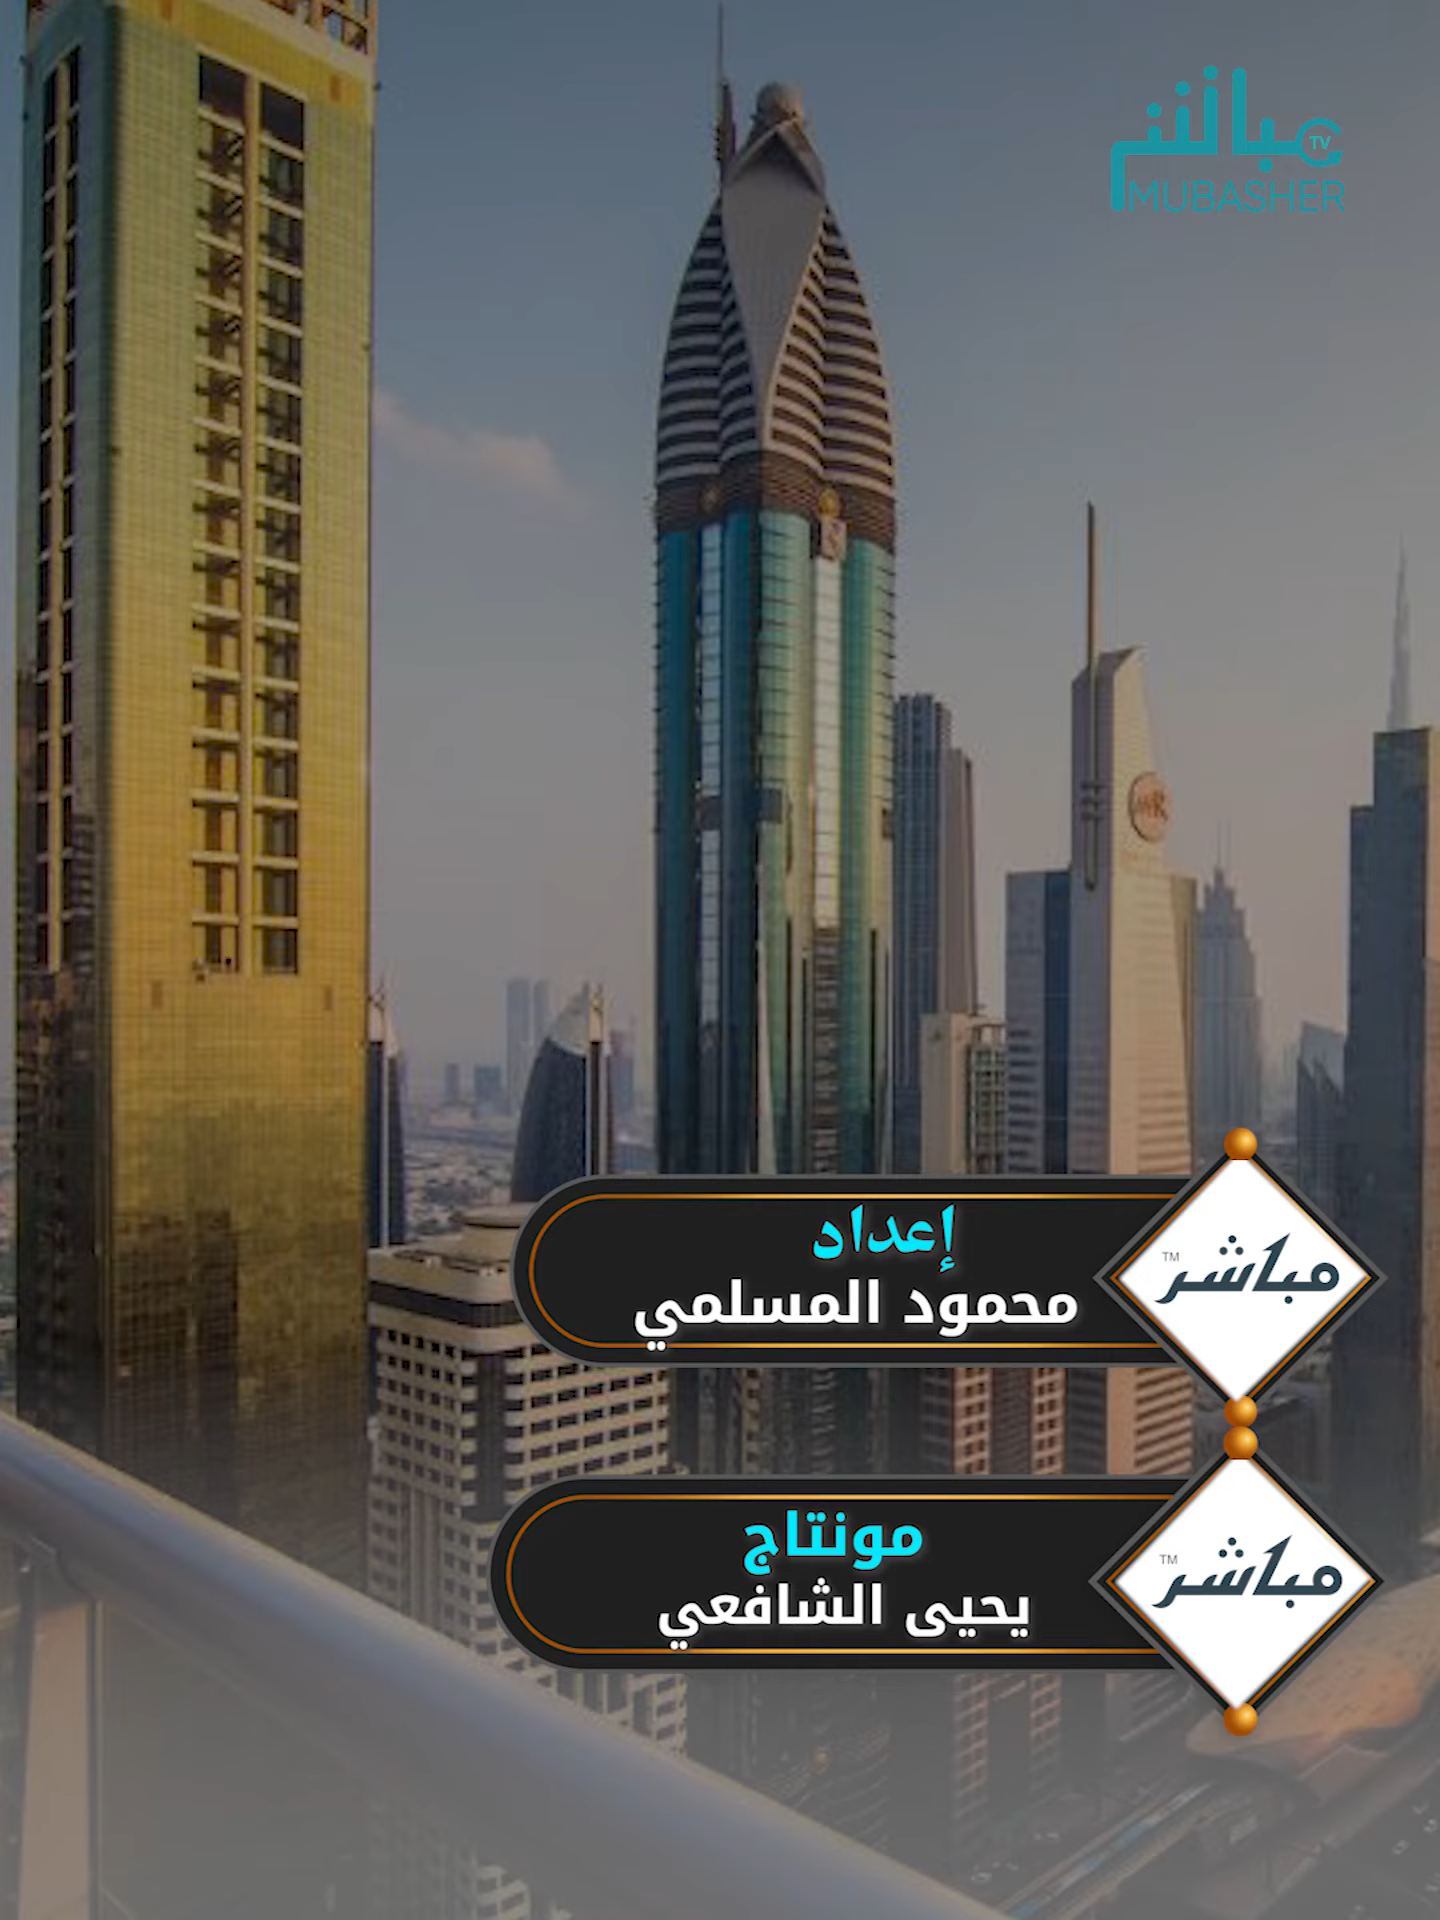 مباشر TV
MUBASHER
إعداد
محمود المسلمي
مباشر TM
مونتاج
يحيى الشافعي
مباشر TM